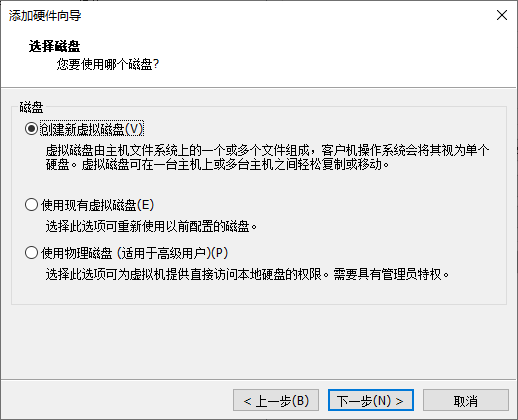 添加硬件向导
选择磁盘
您要使用哪个磁盘?
磁盘
创建新虚拟磁盘(V)
虚拟磁盘由主机文件系统上的一个或多个文件组成，客户机操作系统会将其视为单个
硬盘。虚拟磁盘可在一台主机上或多台主机之间轻松复制或移动。
使用现有虚拟磁盘(E)
选择此选项可重新使用以前配置的磁盘。
使用物理磁盘 (适用于高级用户)(P)
选择此选项可为虚拟机提供直接访问本地硬盘的权限。需要具有管理员特权。
< 上一步(B)
下一步(N) >
取消